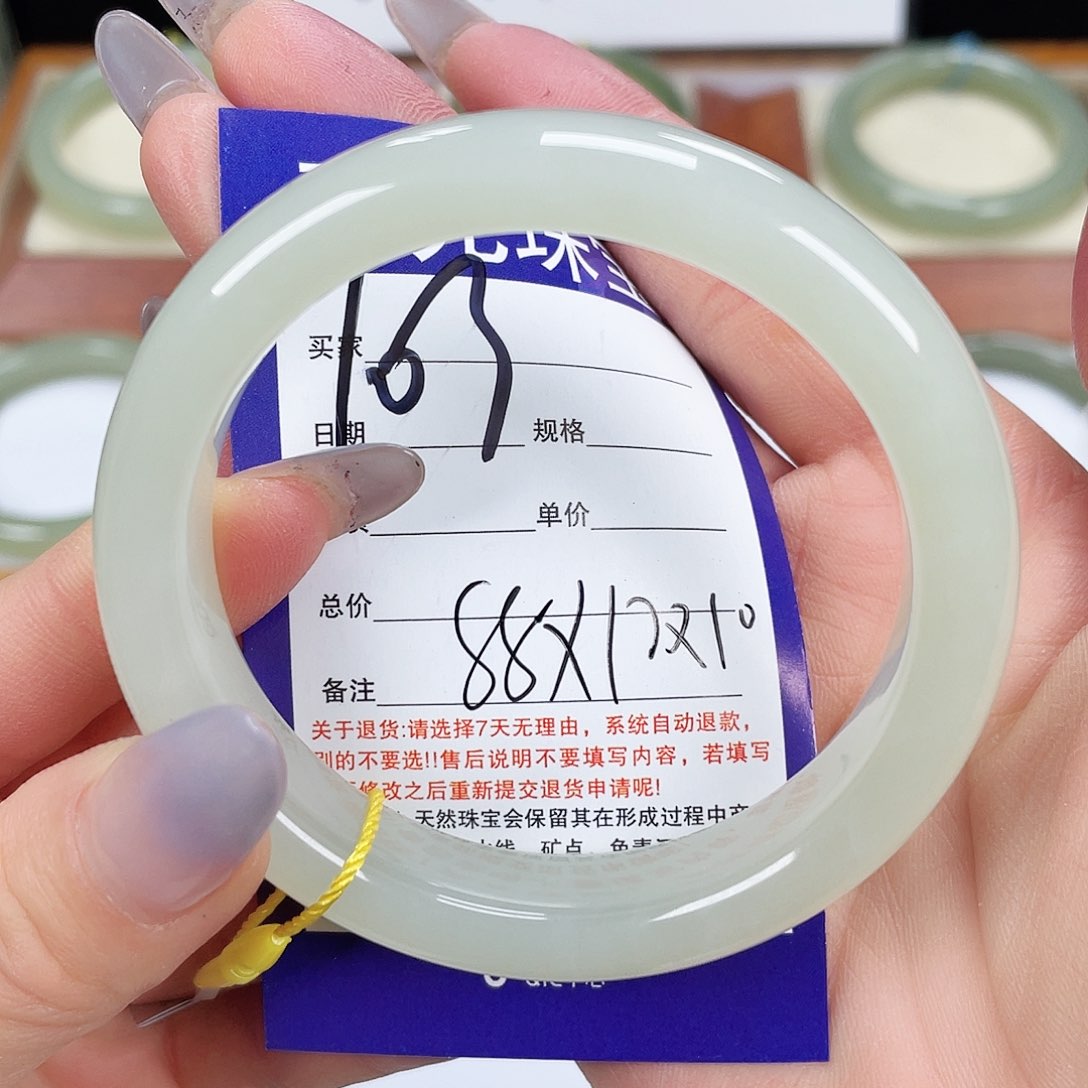 珠宝
买家
日期 规格
单价
总价
88X17X10
备注
关于退货:请选择7天无理由，系统自动退款，
别的不要选!!售后说明不要填写内容，若填写
修改之后重新提交退货申请呢!
天然珠宝会保留其在形成过程中产
矿点